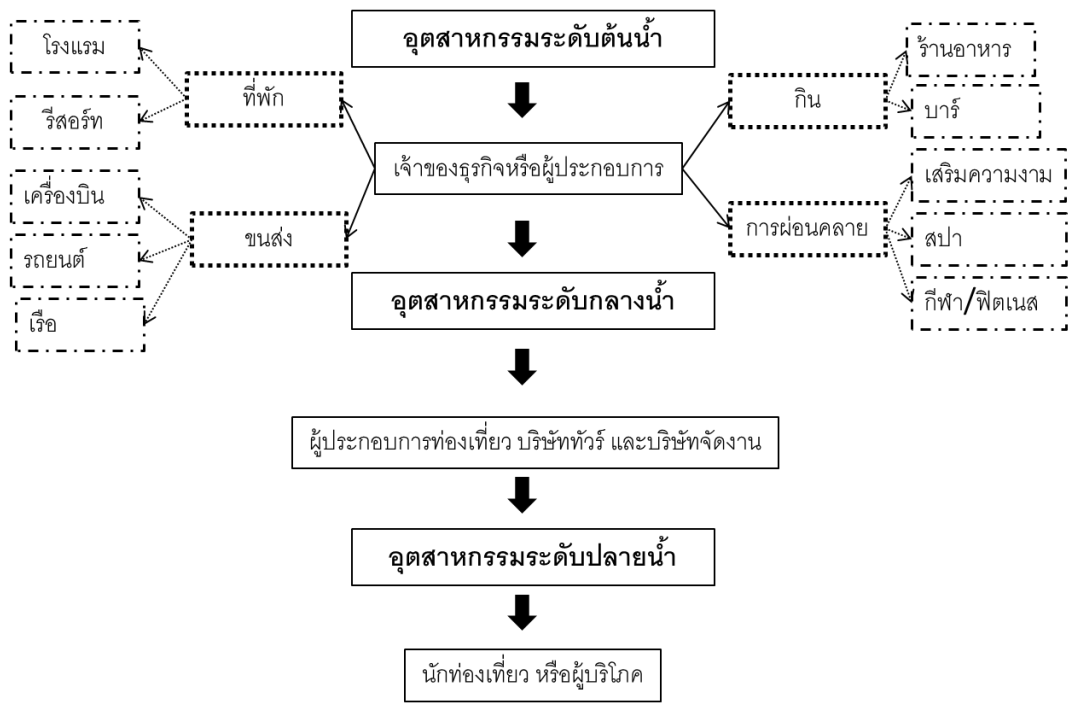 อุตสาหกรรมระดับต้นน้ำ
โรงแรม
ที่พัก
รีสอร์ท
กิน
ร้านอาหาร
บาร์
เจ้าของธุรกิจหรือผู้ประกอบการ
เครื่องบิน
ขนส่ง
รถยนต์
เรือ
การผ่อนคลาย
เสริมความงาม
สปา
กีฬา/ฟิตเนส
อุตสาหกรรมระดับกลางน้ำ
ผู้ประกอบการท่องเที่ยว บริษัททัวร์ และบริษัทจัดงาน
อุตสาหกรรมระดับปลายน้ำ
นักท่องเที่ยว หรือผู้บริโภค